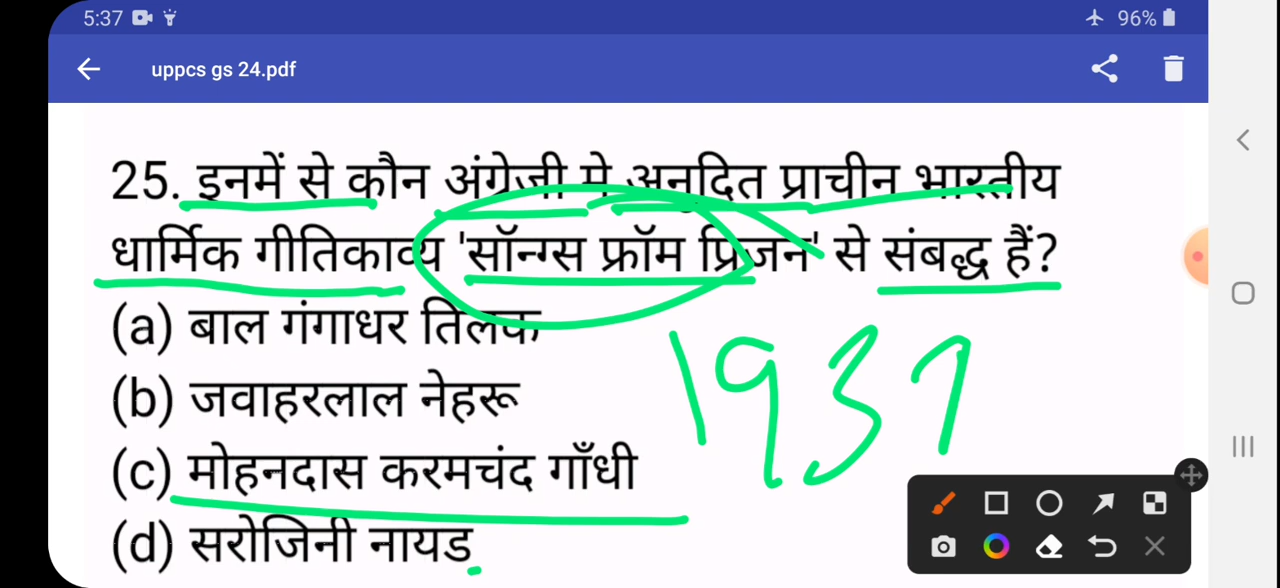 5:37 96%
uppcs gs 24.pdf
25. इनमें से कौन अंग्रेजी मे अनुदित प्राचीन भारतीय
धार्मिक गीतिकाव्य 'सॉन्ग्स फ्रॉम प्रिजन' से संबद्ध हैं?
(a) बाल गंगाधर तिलक
(b) जवाहरलाल नेहरू
(c) मोहनदास करमचंद गाँधी
(d) सरोजिनी नायडू